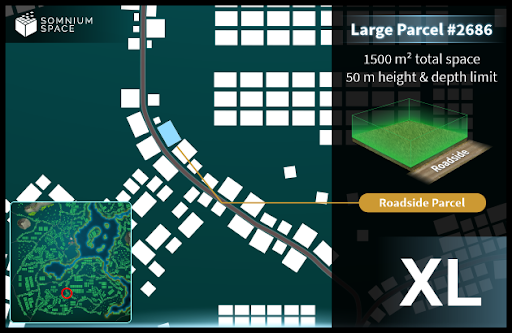 SOMNIUM
SPACE
Large Parcel #2686
1500 m² total space
50 m height & depth limit
Roadside
Roadside Parcel
XL